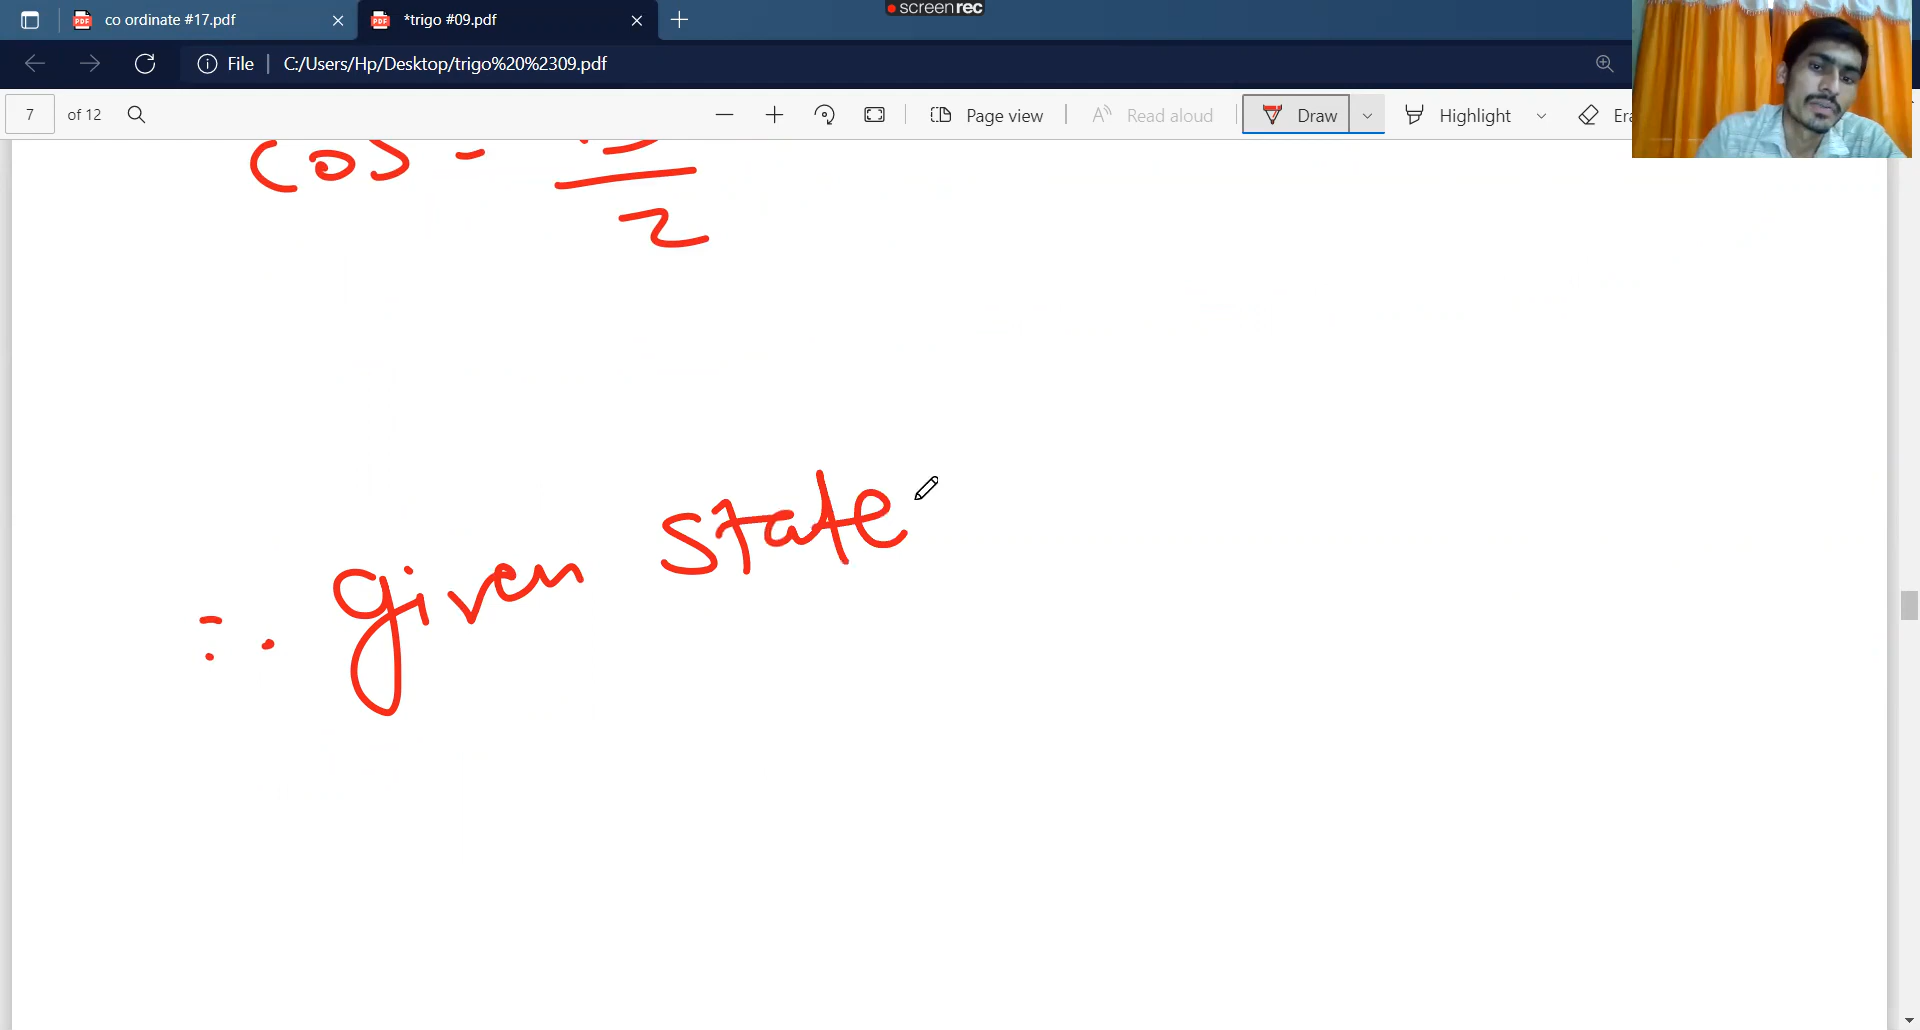 co ordinate #17.pdf
*trigo #09.pdf
screenrec
File
C:/Users/Hp/Desktop/trigo%20%2309.pdf
7 of 12
Page view
Read aloud
Draw
Highlight
Era
cos -
2
∴ given state